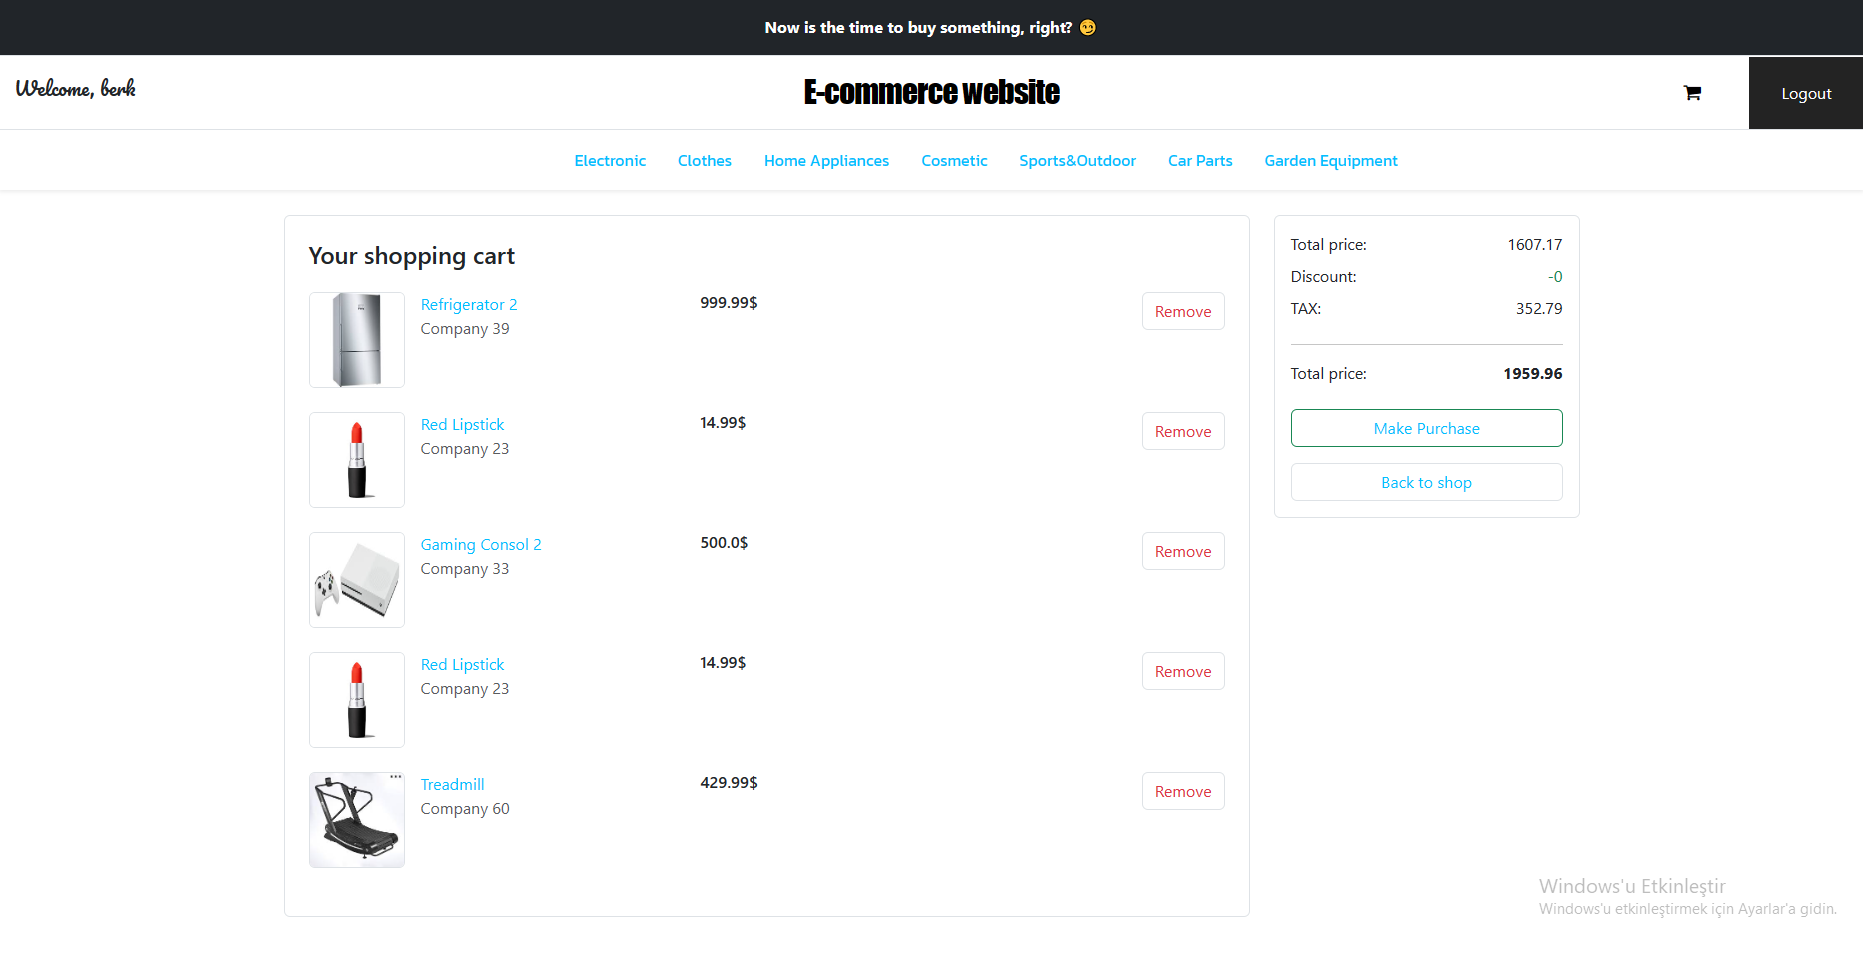 Now is the time to buy something, right? 😏
Welcome, berk
E-commerce website
Logout
Electronic Clothes Home Appliances Cosmetic Sports&Outdoor Car Parts Garden Equipment
Your shopping cart
Refrigerator 2
Company 39
999.99$
Remove
Red Lipstick
Company 23
14.99$
Remove
Gaming Consol 2
Company 33
500.0$
Remove
Red Lipstick
Company 23
14.99$
Remove
Treadmill
Company 60
429.99$
Remove
Total price: 1607.17
Discount: -0
TAX: 352.79
Total price: 1959.96
Make Purchase
Back to shop
Windows'u Etkinleştir
Windows'u etkinleştirmek için Ayarlar'a gidin.